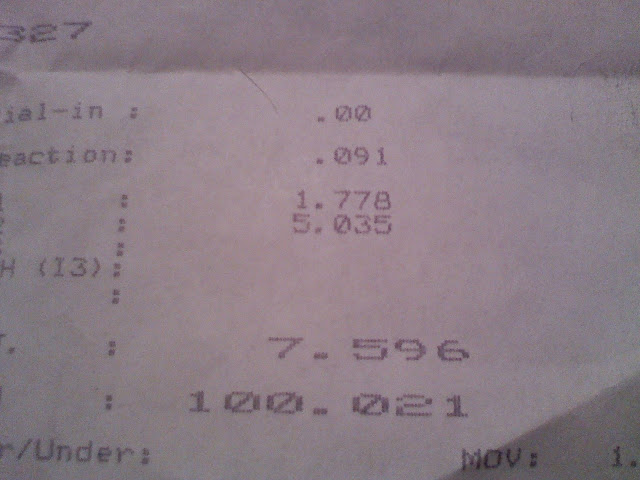 327
ial-in : .00
eaction: .091
: 1.778
: 5.035
:
H (I3):
:
. : 7.596
: 100.021
r/Under: MOV: 1.